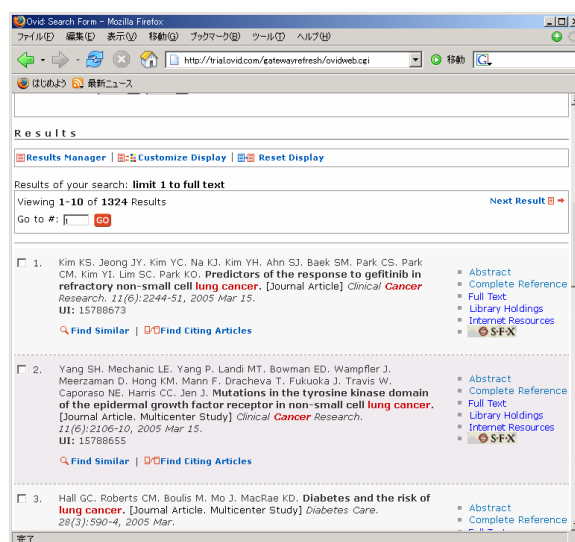 Ovid: Search Form - Mozilla Firefox
ファイル(F) 編集(E) 表示(V) 移動(G) ブックマーク(B) ツール(T) ヘルプ(H)
http://trial.ovid.com/gatewayrefresh/ovidweb.cgi 移動 G
はじめよう 最新ニュース
Results
Results Manager | Customize Display | Reset Display
Results of your search: limit 1 to full text
Viewing 1-10 of 1324 Results Next Result
Go to #: 1 GO
1. Kim KS. Jeong JY. Kim YC. Na KJ. Kim YH. Ahn SJ. Baek SM. Park CS. Park
CM. Kim YI. Lim SC. Park KO. Predictors of the response to gefitinib in
refractory non-small cell lung cancer. [Journal Article] Clinical Cancer
Research. 11(6):2244-51, 2005 Mar 15.
UI: 15788673
Find Similar | Find Citing Articles
Abstract
Complete Reference
Full Text
Library Holdings
Internet Resources
S·F·X
2. Yang SH. Mechanic LE. Yang P. Landi MT. Bowman ED. Wampfler J.
Meerzaman D. Hong KM. Mann F. Dracheva T. Fukuoka J. Travis W.
Caporaso NE. Harris CC. Jen J. Mutations in the tyrosine kinase domain
of the epidermal growth factor receptor in non-small cell lung cancer.
[Journal Article. Multicenter Study] Clinical Cancer Research.
11(6):2106-10, 2005 Mar 15.
UI: 15788655
Find Similar | Find Citing Articles
Abstract
Complete Reference
Full Text
Library Holdings
Internet Resources
S·F·X
3. Hall GC. Roberts CM. Boulis M. Mo J. MacRae KD. Diabetes and the risk of
lung cancer. [Journal Article. Multicenter Study] Diabetes Care.
28(3):590-4, 2005 Mar.
Abstract
Complete Reference
完了